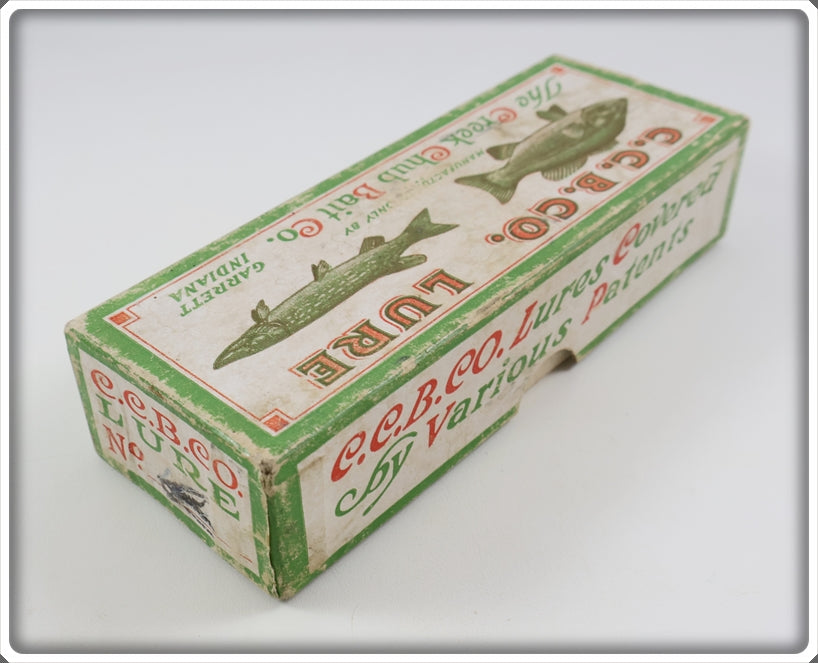 C.C.B.CO.
LURE
MANUFACTU ONLY BY
The Creek Chub Bait Co.
GARRETT
INDIANA
C.C.B.CO. Lures Covered
by Various Patents
C.C.B.CO.
LURE
No.